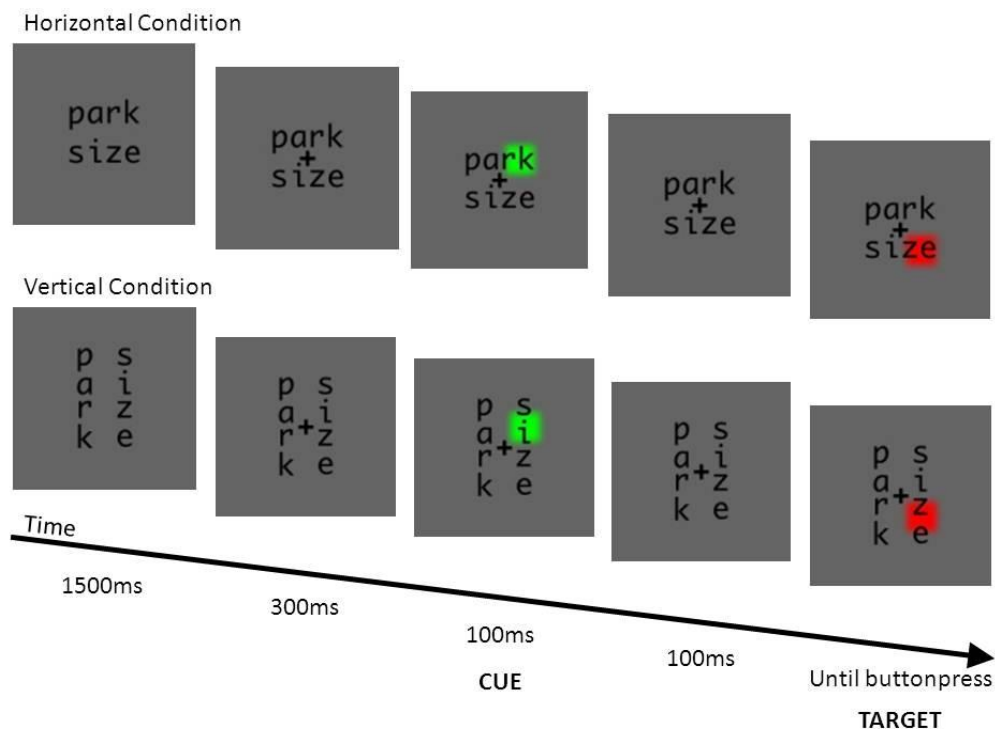 Horizontal Condition
park
size
park
+
size
park
+
size
park
+
size
park
+
size
Vertical Condition
p s
a i
r z
k e
p s
a i
r + z
k e
p s
a i
r + z
k e
p s
a i
r + z
k e
p s
a i
r + z
k e
Time
1500ms
300ms
100ms
CUE
100ms
Until buttonpress
TARGET